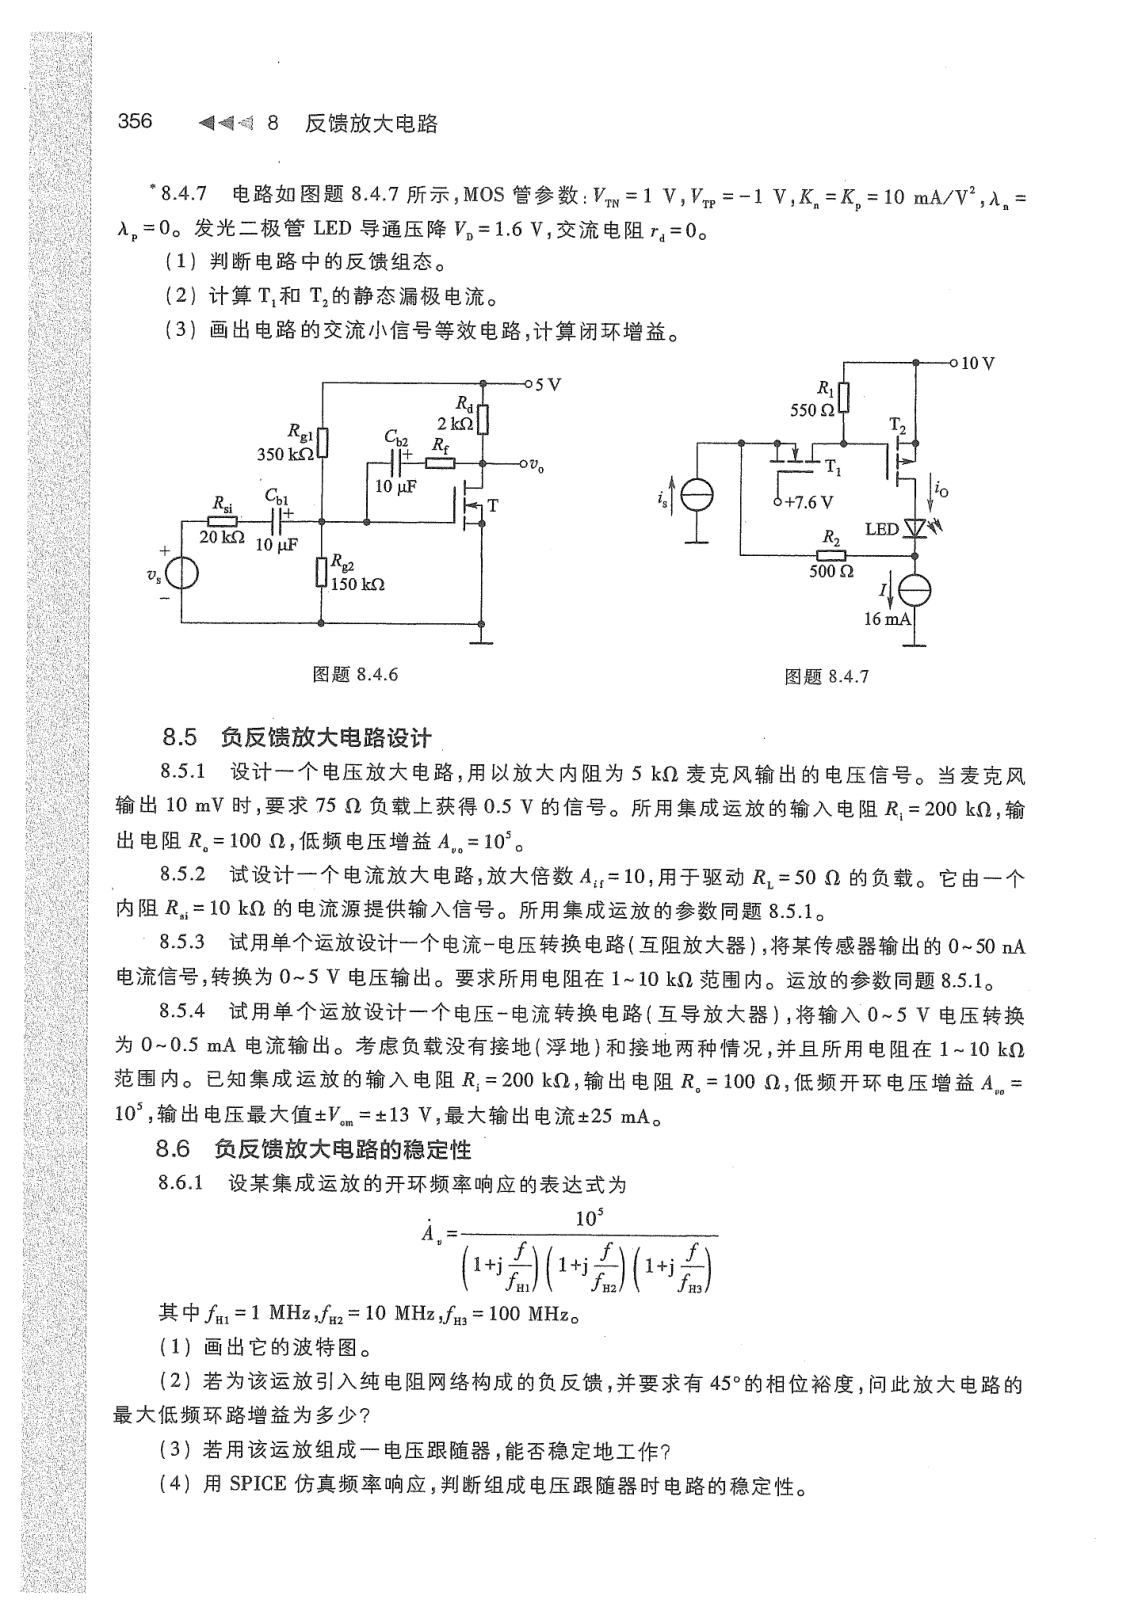 356 8 反馈放大电路
*8.4.7 电路如图题 8.4.7 所示,MOS 管参数:V_TN = 1 V,V_TP = -1 V,K_n = K_p = 10 mA/V²,λ_n =
λ_p = 0。发光二极管 LED 导通压降 V_D = 1.6 V,交流电阻 r_d = 0。
(1) 判断电路中的反馈组态。
(2) 计算 T₁和 T₂的静态漏极电流。
(3) 画出电路的交流小信号等效电路,计算闭环增益。
5 V
R_d
2 kΩ
R_g1
350 kΩ
C_b2
R_f
+
10 μF
v_o
T
R_si
20 kΩ
C_b1
+
10 μF
R_g2
150 kΩ
+
v_s
-
图题 8.4.6
10 V
R₁
550 Ω
T₂
T₁
i_s
+7.6 V
i_O
LED
R₂
500 Ω
I
16 mA
图题 8.4.7
8.5 负反馈放大电路设计
8.5.1 设计一个电压放大电路,用以放大内阻为 5 kΩ 麦克风输出的电压信号。当麦克风
输出 10 mV 时,要求 75 Ω 负载上获得 0.5 V 的信号。所用集成运放的输入电阻 R_i = 200 kΩ,输
出电阻 R_o = 100 Ω,低频电压增益 A_vo = 10⁵。
8.5.2 试设计一个电流放大电路,放大倍数 A_if = 10,用于驱动 R_L = 50 Ω 的负载。它由一个
内阻 R_si = 10 kΩ 的电流源提供输入信号。所用集成运放的参数同题 8.5.1。
8.5.3 试用单个运放设计一个电流-电压转换电路(互阻放大器),将某传感器输出的 0~50 nA
电流信号,转换为 0~5 V 电压输出。要求所用电阻在 1~10 kΩ 范围内。运放的参数同题 8.5.1。
8.5.4 试用单个运放设计一个电压-电流转换电路(互导放大器),将输入 0~5 V 电压转换
为 0~0.5 mA 电流输出。考虑负载没有接地(浮地)和接地两种情况,并且所用电阻在 1~10 kΩ
范围内。已知集成运放的输入电阻 R_i = 200 kΩ,输出电阻 R_o = 100 Ω,低频开环电压增益 A_vo =
10⁵,输出电压最大值±V_om = ±13 V,最大输出电流±25 mA。
8.6 负反馈放大电路的稳定性
8.6.1 设某集成运放的开环频率响应的表达式为
Ȧ_v = 10⁵ / (1+j f/f_H1)(1+j f/f_H2)(1+j f/f_H3)
其中 f_H1 = 1 MHz,f_H2 = 10 MHz,f_H3 = 100 MHz。
(1) 画出它的波特图。
(2) 若为该运放引入纯电阻网络构成的负反馈,并要求有 45°的相位裕度,问此放大电路的
最大低频环路增益为多少?
(3) 若用该运放组成一电压跟随器,能否稳定地工作?
(4) 用 SPICE 仿真频率响应,判断组成电压跟随器时电路的稳定性。